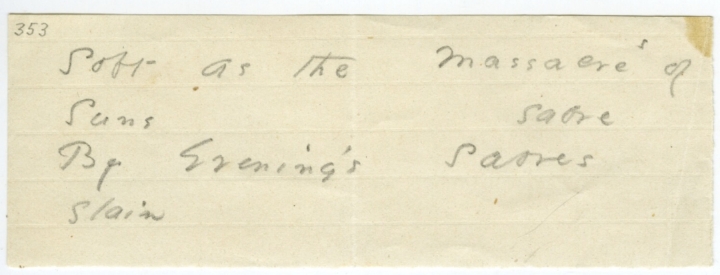 353
Soft as the Massacre^s of
Suns          Sabre
By Evening's Sabres
slain